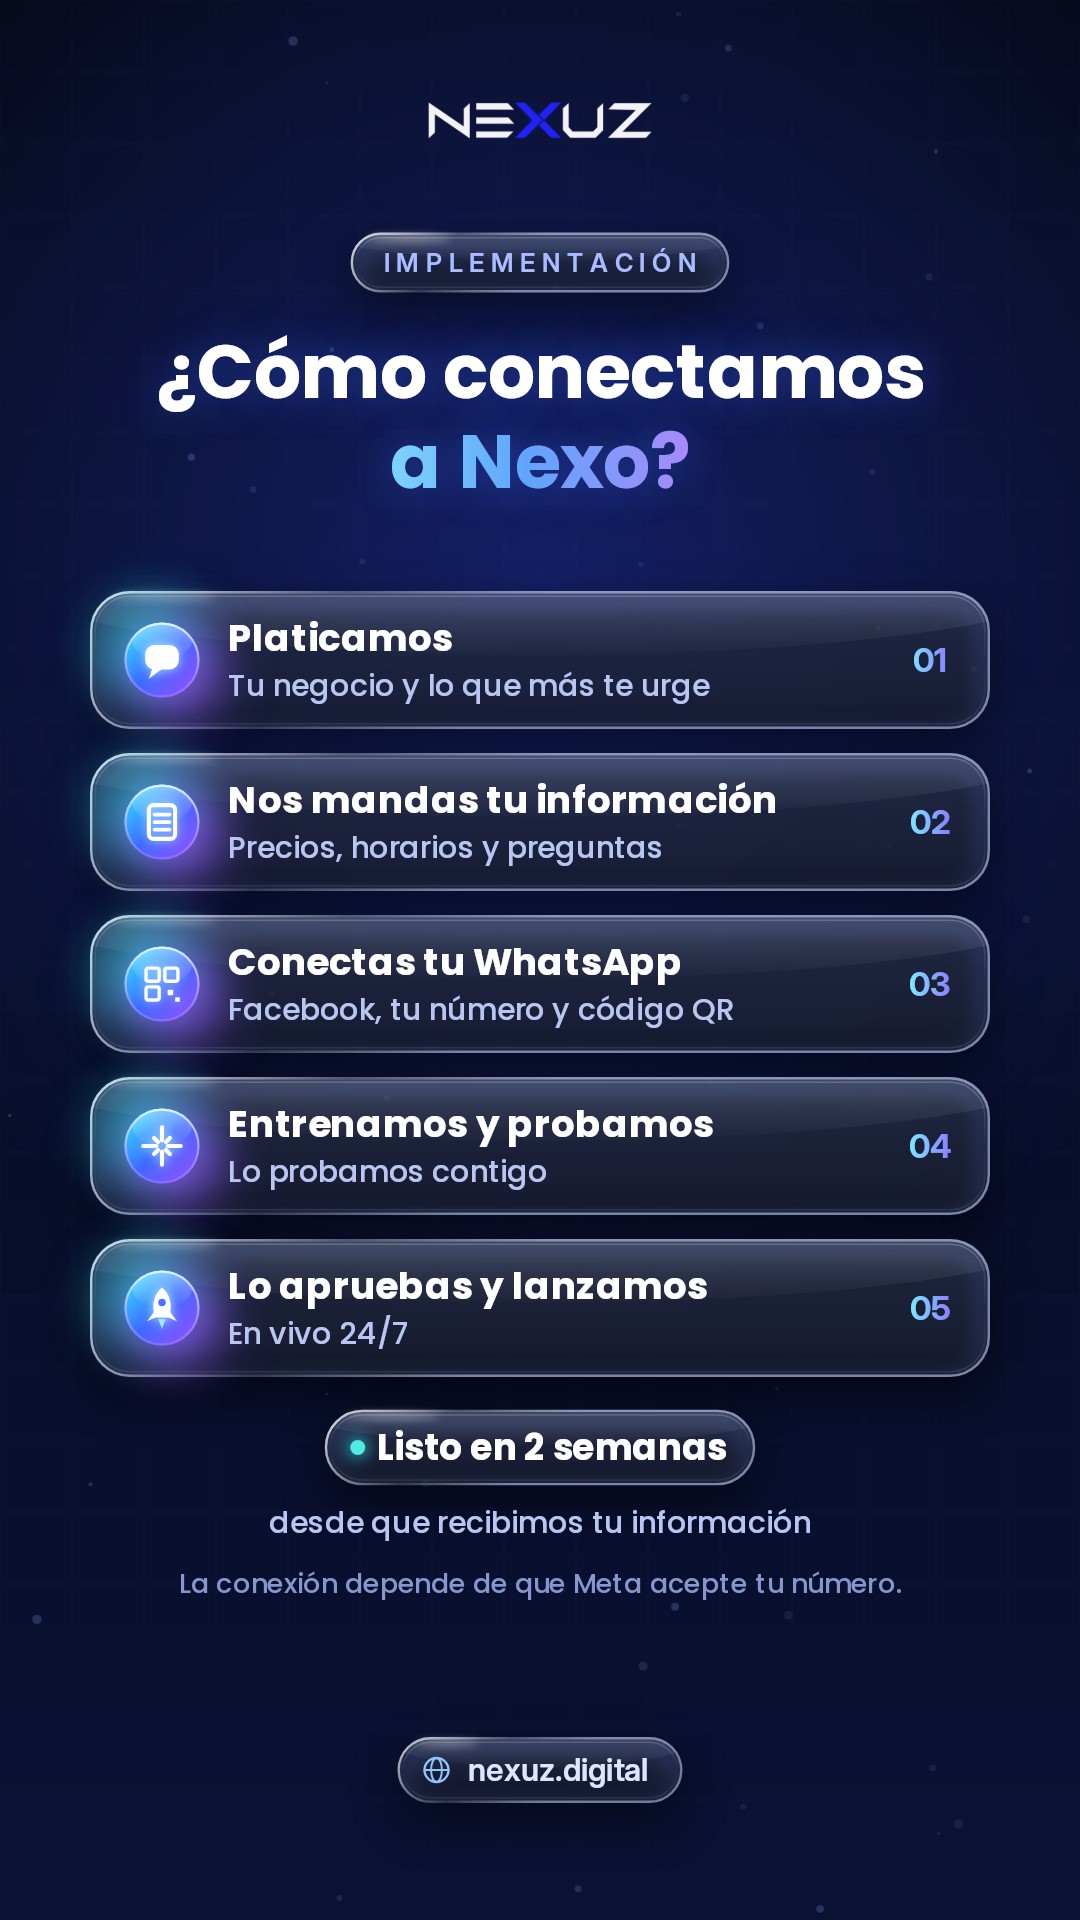 NEXUZ
IMPLEMENTACIÓN
¿Cómo conectamos
a Nexo?
Platicamos
Tu negocio y lo que más te urge
01
Nos mandas tu información
Precios, horarios y preguntas
02
Conectas tu WhatsApp
Facebook, tu número y código QR
03
Entrenamos y probamos
Lo probamos contigo
04
Lo apruebas y lanzamos
En vivo 24/7
05
Listo en 2 semanas
desde que recibimos tu información
La conexión depende de que Meta acepte tu número.
nexuz.digital